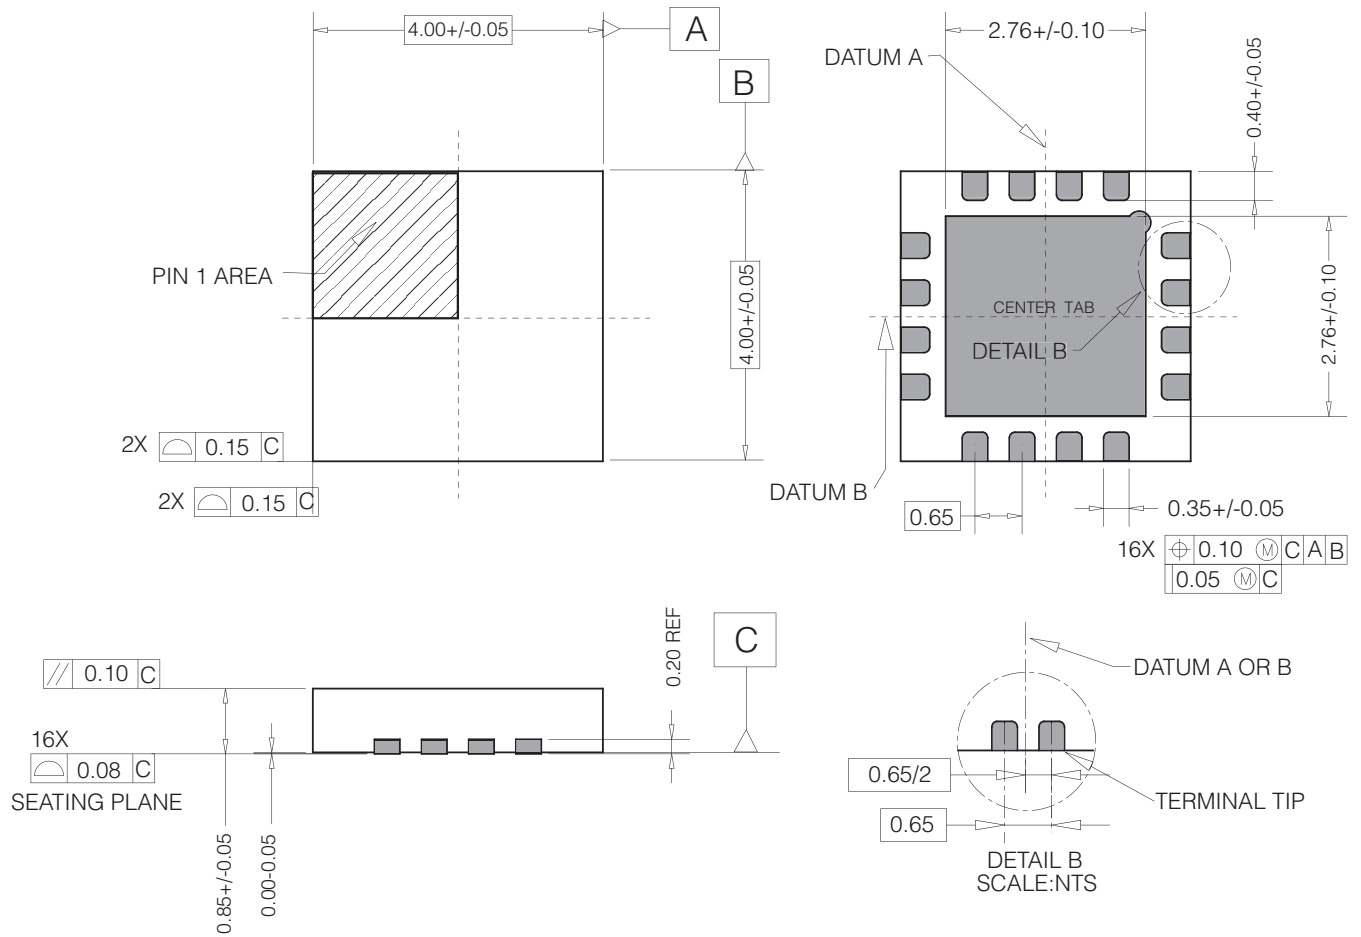 4.00+/-0.05
A
B
PIN 1 AREA
4.00+/-0.05
2X 0.15 C
2X 0.15 C
2.76+/-0.10
DATUM A
0.40+/-0.05
CENTER TAB
DETAIL B
2.76+/-0.10
DATUM B
0.65
0.35+/-0.05
16X ⌖ 0.10 Ⓜ C A B
0.05 Ⓜ C
// 0.10 C
16X
0.08 C
SEATING PLANE
0.85+/-0.05
0.00-0.05
0.20 REF
C
DATUM A OR B
0.65/2
TERMINAL TIP
0.65
DETAIL B
SCALE:NTS